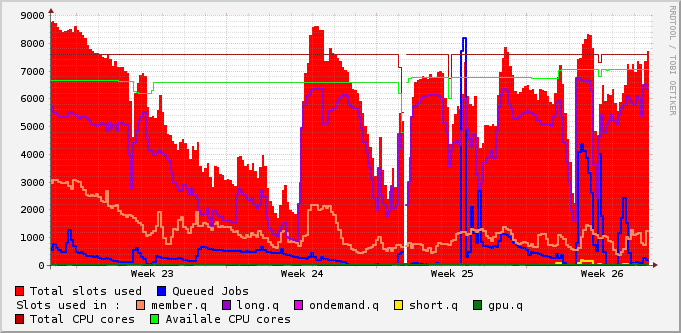 9000
8000
7000
6000
5000
4000
3000
2000
1000
0
Week 23 Week 24 Week 25 Week 26
RRDTOOL / TOBI OETIKER
Total slots used Queued Jobs
Slots used in : member.q long.q ondemand.q short.q gpu.q
Total CPU cores Availale CPU cores